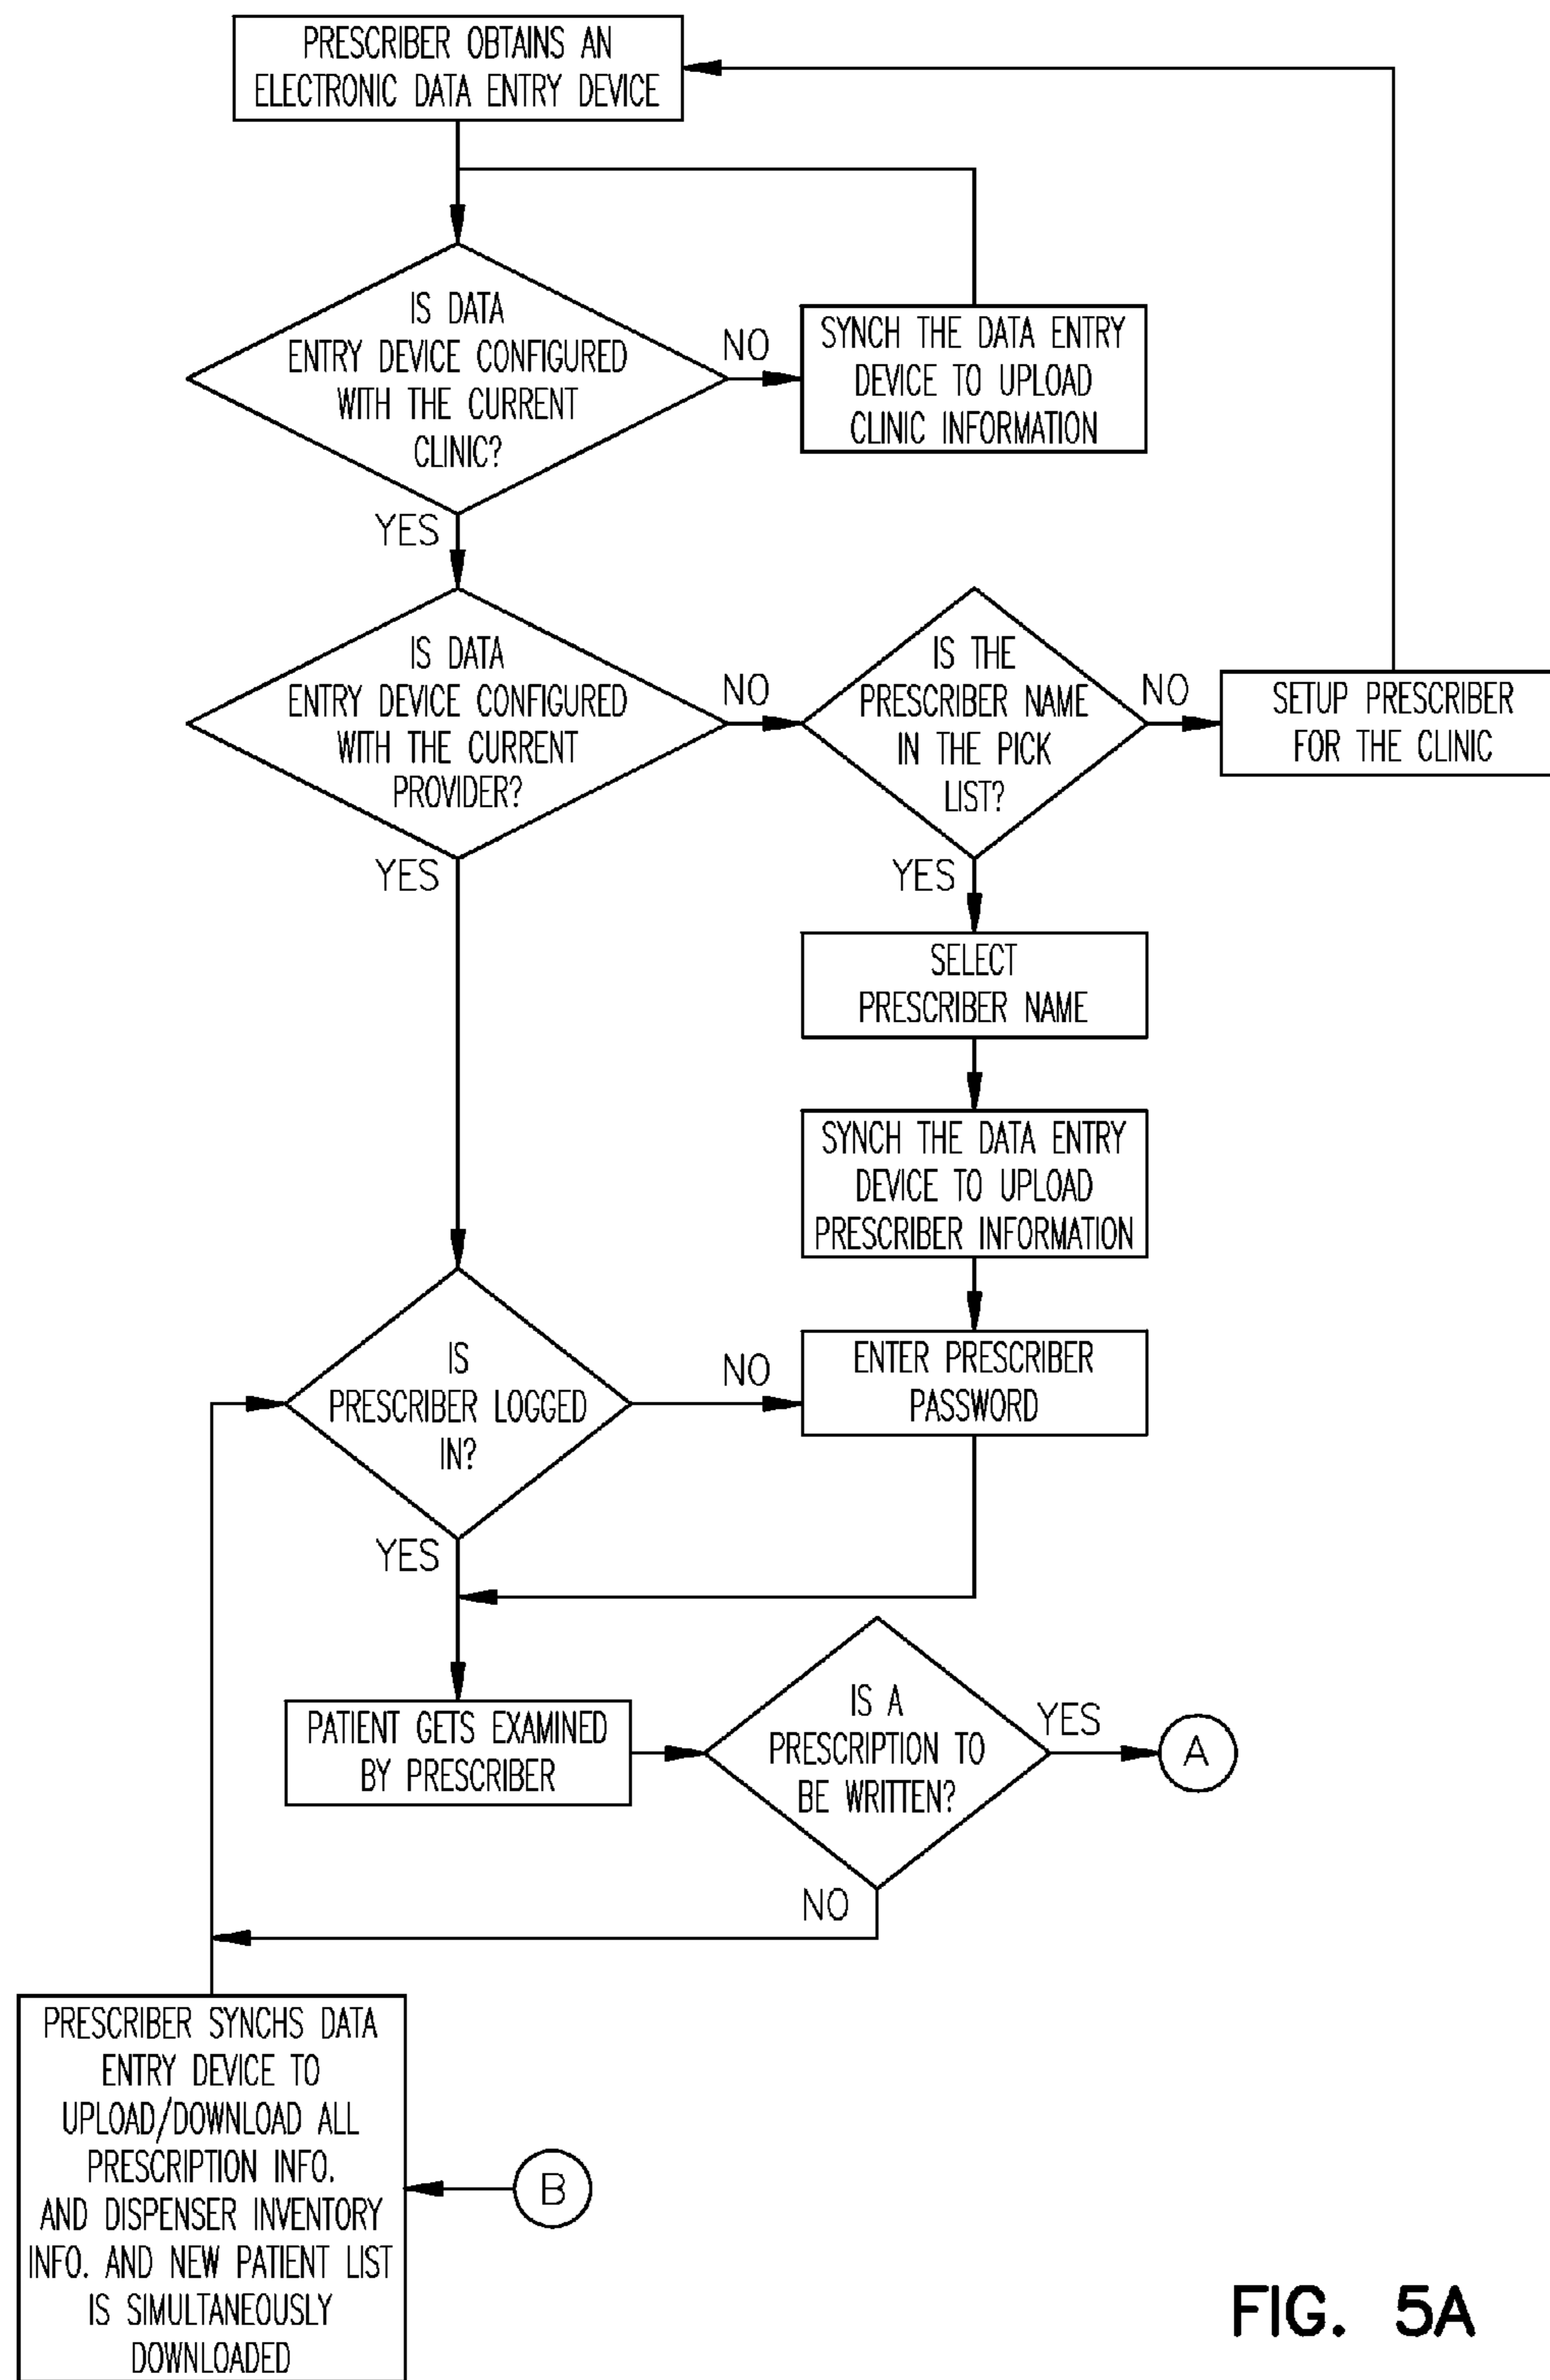 PRESCRIBER OBTAINS AN
ELECTRONIC DATA ENTRY DEVICE
IS DATA
ENTRY DEVICE CONFIGURED
WITH THE CURRENT
CLINIC?
NO
SYNCH THE DATA ENTRY
DEVICE TO UPLOAD
CLINIC INFORMATION
YES
IS DATA
ENTRY DEVICE CONFIGURED
WITH THE CURRENT
PROVIDER?
NO
IS THE
PRESCRIBER NAME
IN THE PICK
LIST?
NO
SETUP PRESCRIBER
FOR THE CLINIC
YES
YES
SELECT
PRESCRIBER NAME
SYNCH THE DATA ENTRY
DEVICE TO UPLOAD
PRESCRIBER INFORMATION
IS
PRESCRIBER LOGGED
IN?
NO
ENTER PRESCRIBER
PASSWORD
YES
PATIENT GETS EXAMINED
BY PRESCRIBER
IS A
PRESCRIPTION TO
BE WRITTEN?
YES
A
NO
PRESCRIBER SYNCHS DATA
ENTRY DEVICE TO
UPLOAD/DOWNLOAD ALL
PRESCRIPTION INFO.
AND DISPENSER INVENTORY
INFO. AND NEW PATIENT LIST
IS SIMULTANEOUSLY
DOWNLOADED
B
FIG. 5A